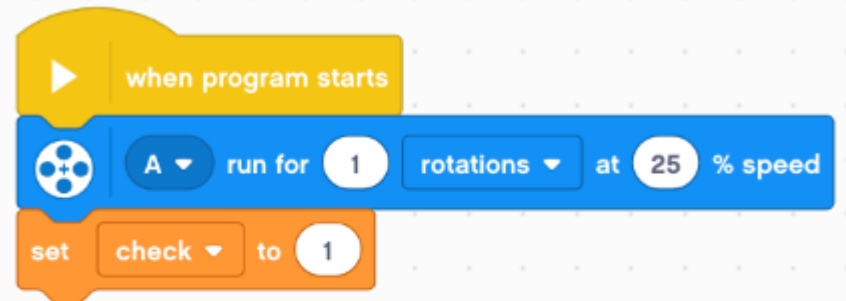 when program starts
A run for 1 rotations at 25 % speed
set check to 1